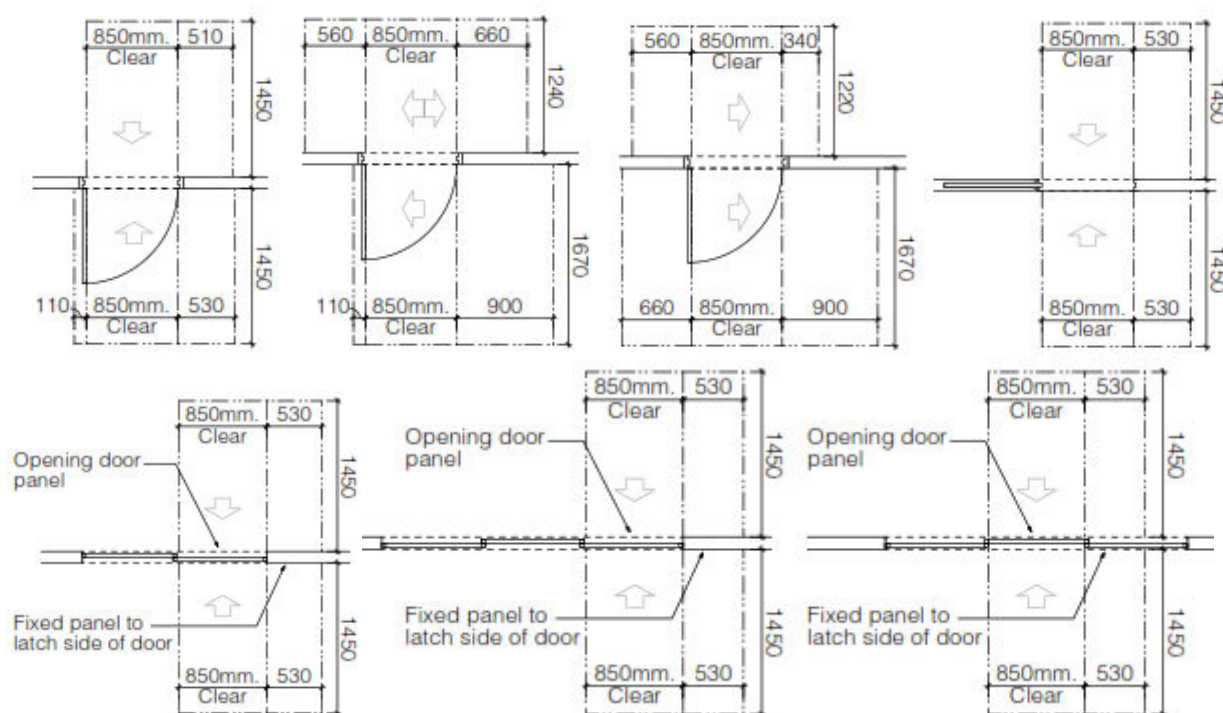 850mm. 510
Clear
1450
1450
110 850mm. 530
Clear
560 850mm. 660
Clear
1240
1670
110 850mm. 900
Clear
560 850mm. 340
Clear
1220
1670
660 850mm. 900
Clear
850mm. 530
Clear
1450
1450
850mm. 530
Clear
850mm. 530
Clear
1450
Opening door
panel
Fixed panel to
latch side of door
1450
850mm. 530
Clear
850mm. 530
Clear
1450
Opening door
panel
Fixed panel to
latch side of door
1450
850mm. 530
Clear
850mm. 530
Clear
1450
Opening door
panel
Fixed panel to
latch side of door
1450
850mm. 530
Clear